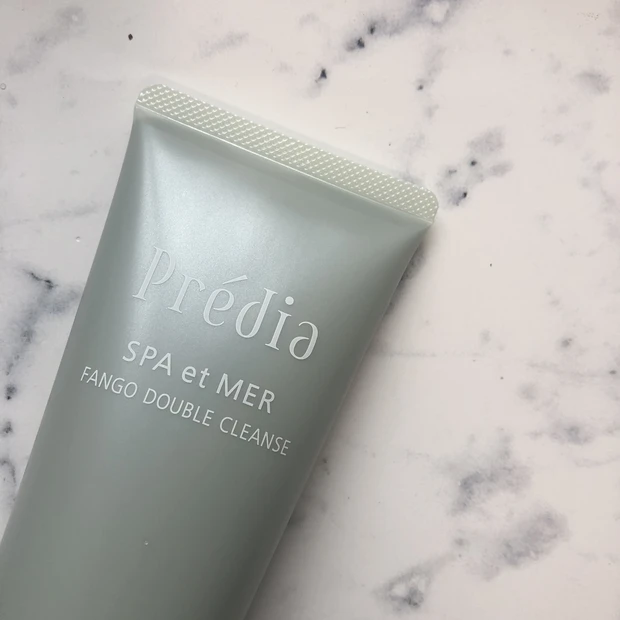 Prédia
SPA et MER
FANGO DOUBLE CLEANSE